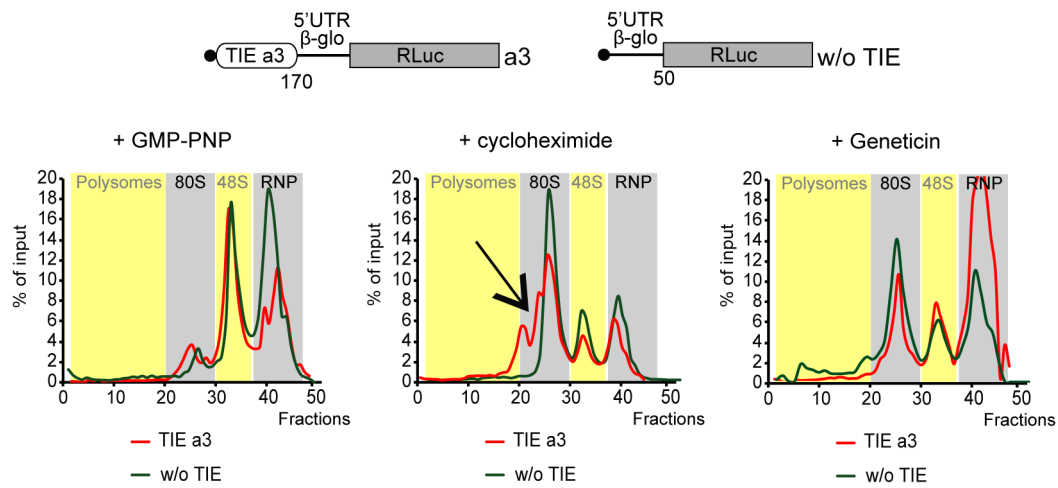 5'UTR
β-glo
TIE a3
RLuc
a3
170
5'UTR
β-glo
RLuc
w/o TIE
50
+ GMP-PNP
Polysomes
80S
48S
RNP
20
18
16
14
12
10
8
6
4
2
0
% of input
0
10
20
30
40
50
Fractions
TIE a3
w/o TIE
+ cycloheximide
Polysomes
80S
48S
RNP
20
18
16
14
12
10
8
6
4
2
0
% of input
0
10
20
30
40
50
Fractions
TIE a3
w/o TIE
+ Geneticin
Polysomes
80S
48S
RNP
20
18
16
14
12
10
8
6
4
2
0
% of input
0
10
20
30
40
50
Fractions
TIE a3
w/o TIE